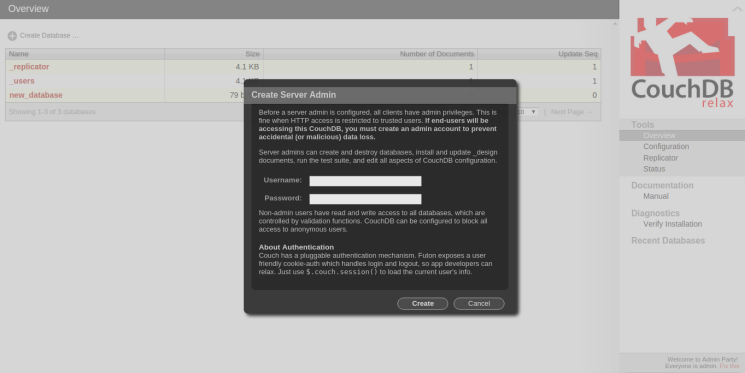 Overview
Create Database ...
Name Size Number of Documents Update Seq
_replicator 4.1 KB 1 1
_users 1
new_database 0
Showing 1-3 of 3 databases
Next Page →
Create Server Admin
Before a server admin is configured, all clients have admin privileges. This is
fine when HTTP access is restricted to trusted users. If end-users will be
accessing this CouchDB, you must create an admin account to prevent
accidental (or malicious) data loss.
Server admins can create and destroy databases, install and update _design
documents, run the test suite, and edit all aspects of CouchDB configuration.
Username:
Password:
Non-admin users have read and write access to all databases, which are
controlled by validation functions. CouchDB can be configured to block all
access to anonymous users.
About Authentication
Couch has a pluggable authentication mechanism. Futon exposes a user
friendly cookie-auth which handles login and logout, so app developers can
relax. Just use $.couch.session() to load the current user's info.
Create Cancel
CouchDB
relax
Tools
Overview
Configuration
Replicator
Status
Documentation
Manual
Diagnostics
Verify Installation
Recent Databases
Welcome to Admin Party!
Everyone is admin. Fix this